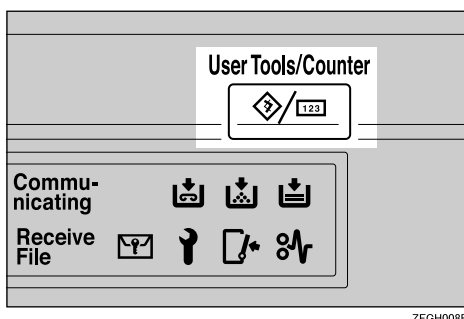 User Tools/Counter
123
Commu-
nicating
Receive
File
ZEGH008E